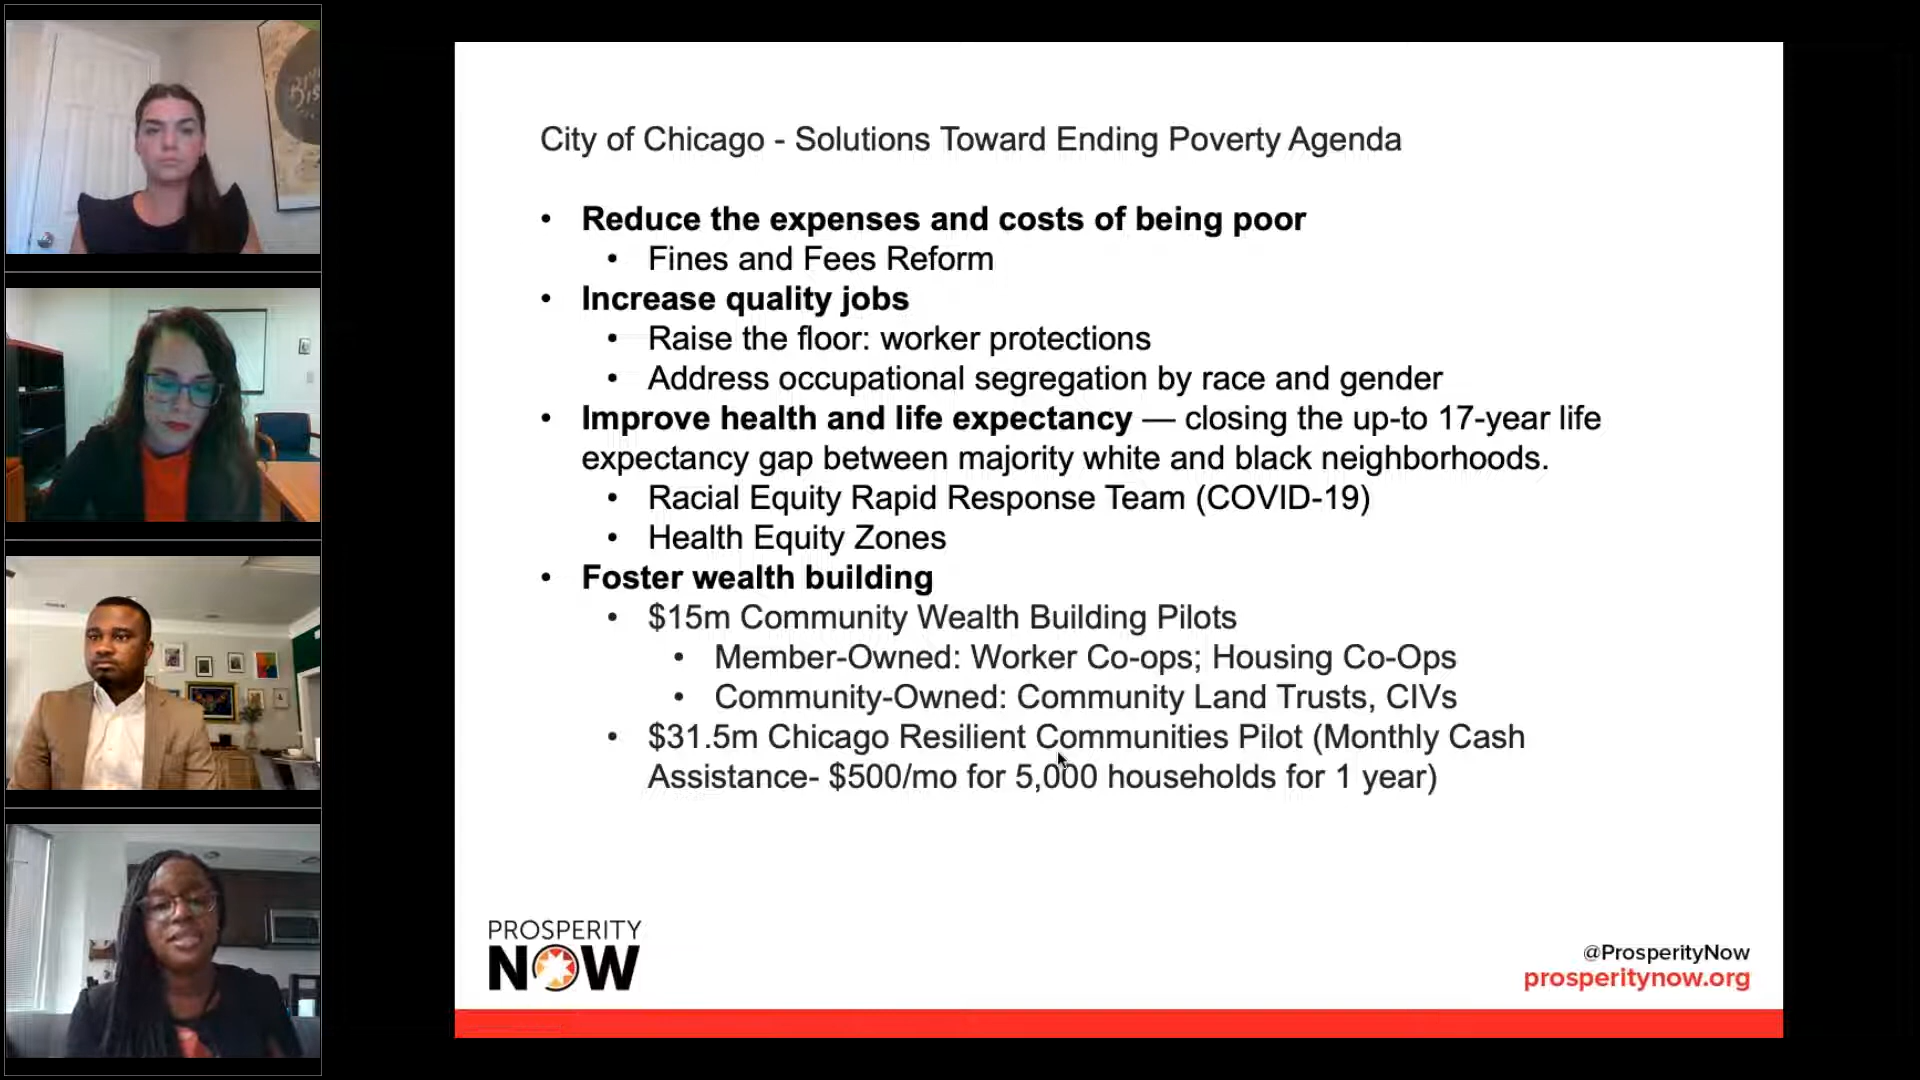 City of Chicago - Solutions Toward Ending Poverty Agenda
• Reduce the expenses and costs of being poor
• Fines and Fees Reform
• Increase quality jobs
• Raise the floor: worker protections
• Address occupational segregation by race and gender
• Improve health and life expectancy — closing the up-to 17-year life
expectancy gap between majority white and black neighborhoods.
• Racial Equity Rapid Response Team (COVID-19)
• Health Equity Zones
• Foster wealth building
• $15m Community Wealth Building Pilots
• Member-Owned: Worker Co-ops; Housing Co-Ops
• Community-Owned: Community Land Trusts, CIVs
• $31.5m Chicago Resilient Communities Pilot (Monthly Cash
Assistance- $500/mo for 5,000 households for 1 year)
PROSPERITY
NOW
@ProsperityNow
prosperitynow.org